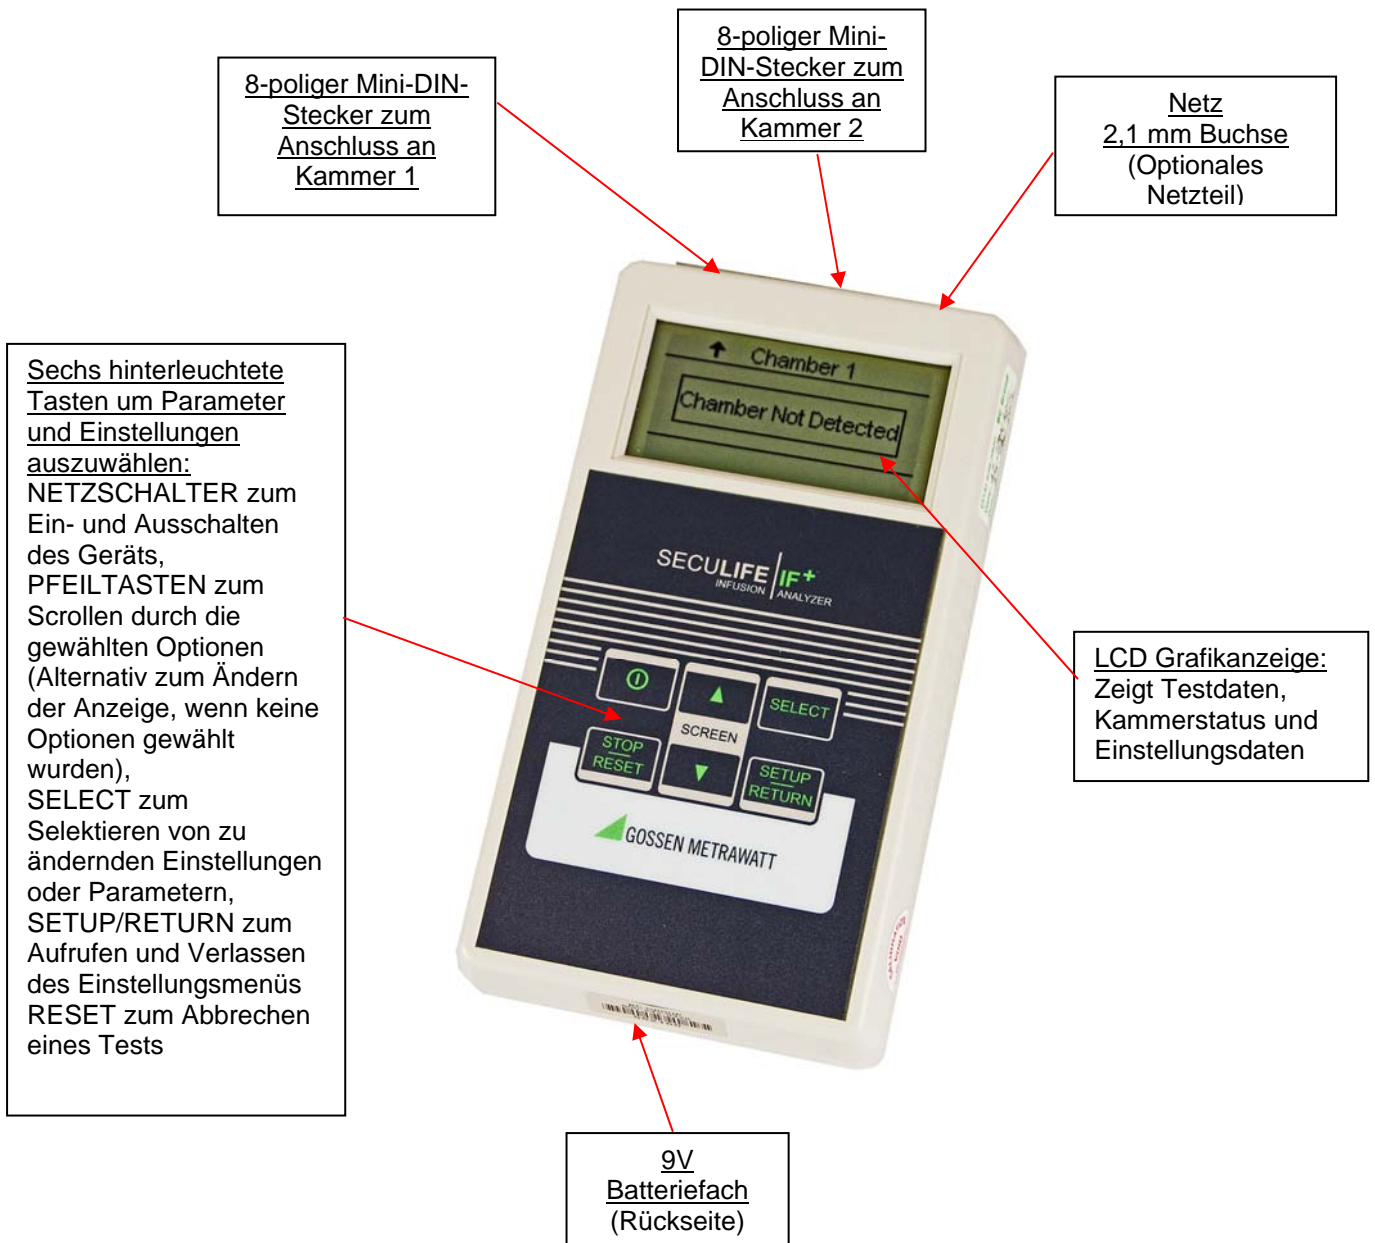 8-poliger Mini-DIN-
Stecker zum
Anschluss an
Kammer 1
8-poliger Mini-
DIN-Stecker zum
Anschluss an
Kammer 2
Netz
2,1 mm Buchse
(Optionales
Netzteil)
Sechs hinterleuchtete
Tasten um Parameter
und Einstellungen
auszuwählen:
NETZSCHALTER zum
Ein- und Ausschalten
des Geräts,
PFEILTASTEN zum
Scrollen durch die
gewählten Optionen
(Alternativ zum Ändern
der Anzeige, wenn keine
Optionen gewählt
wurden),
SELECT zum
Selektieren von zu
ändernden Einstellungen
oder Parametern,
SETUP/RETURN zum
Aufrufen und Verlassen
des Einstellungsmenüs
RESET zum Abbrechen
eines Tests
Chamber 1
Chamber Not Detected
SECULIFE IF+
INFUSION ANALYZER
SELECT
SCREEN
STOP
RESET
SETUP
RETURN
GOSSEN METRAWATT
LCD Grafikanzeige:
Zeigt Testdaten,
Kammerstatus und
Einstellungsdaten
9V
Batteriefach
(Rückseite)